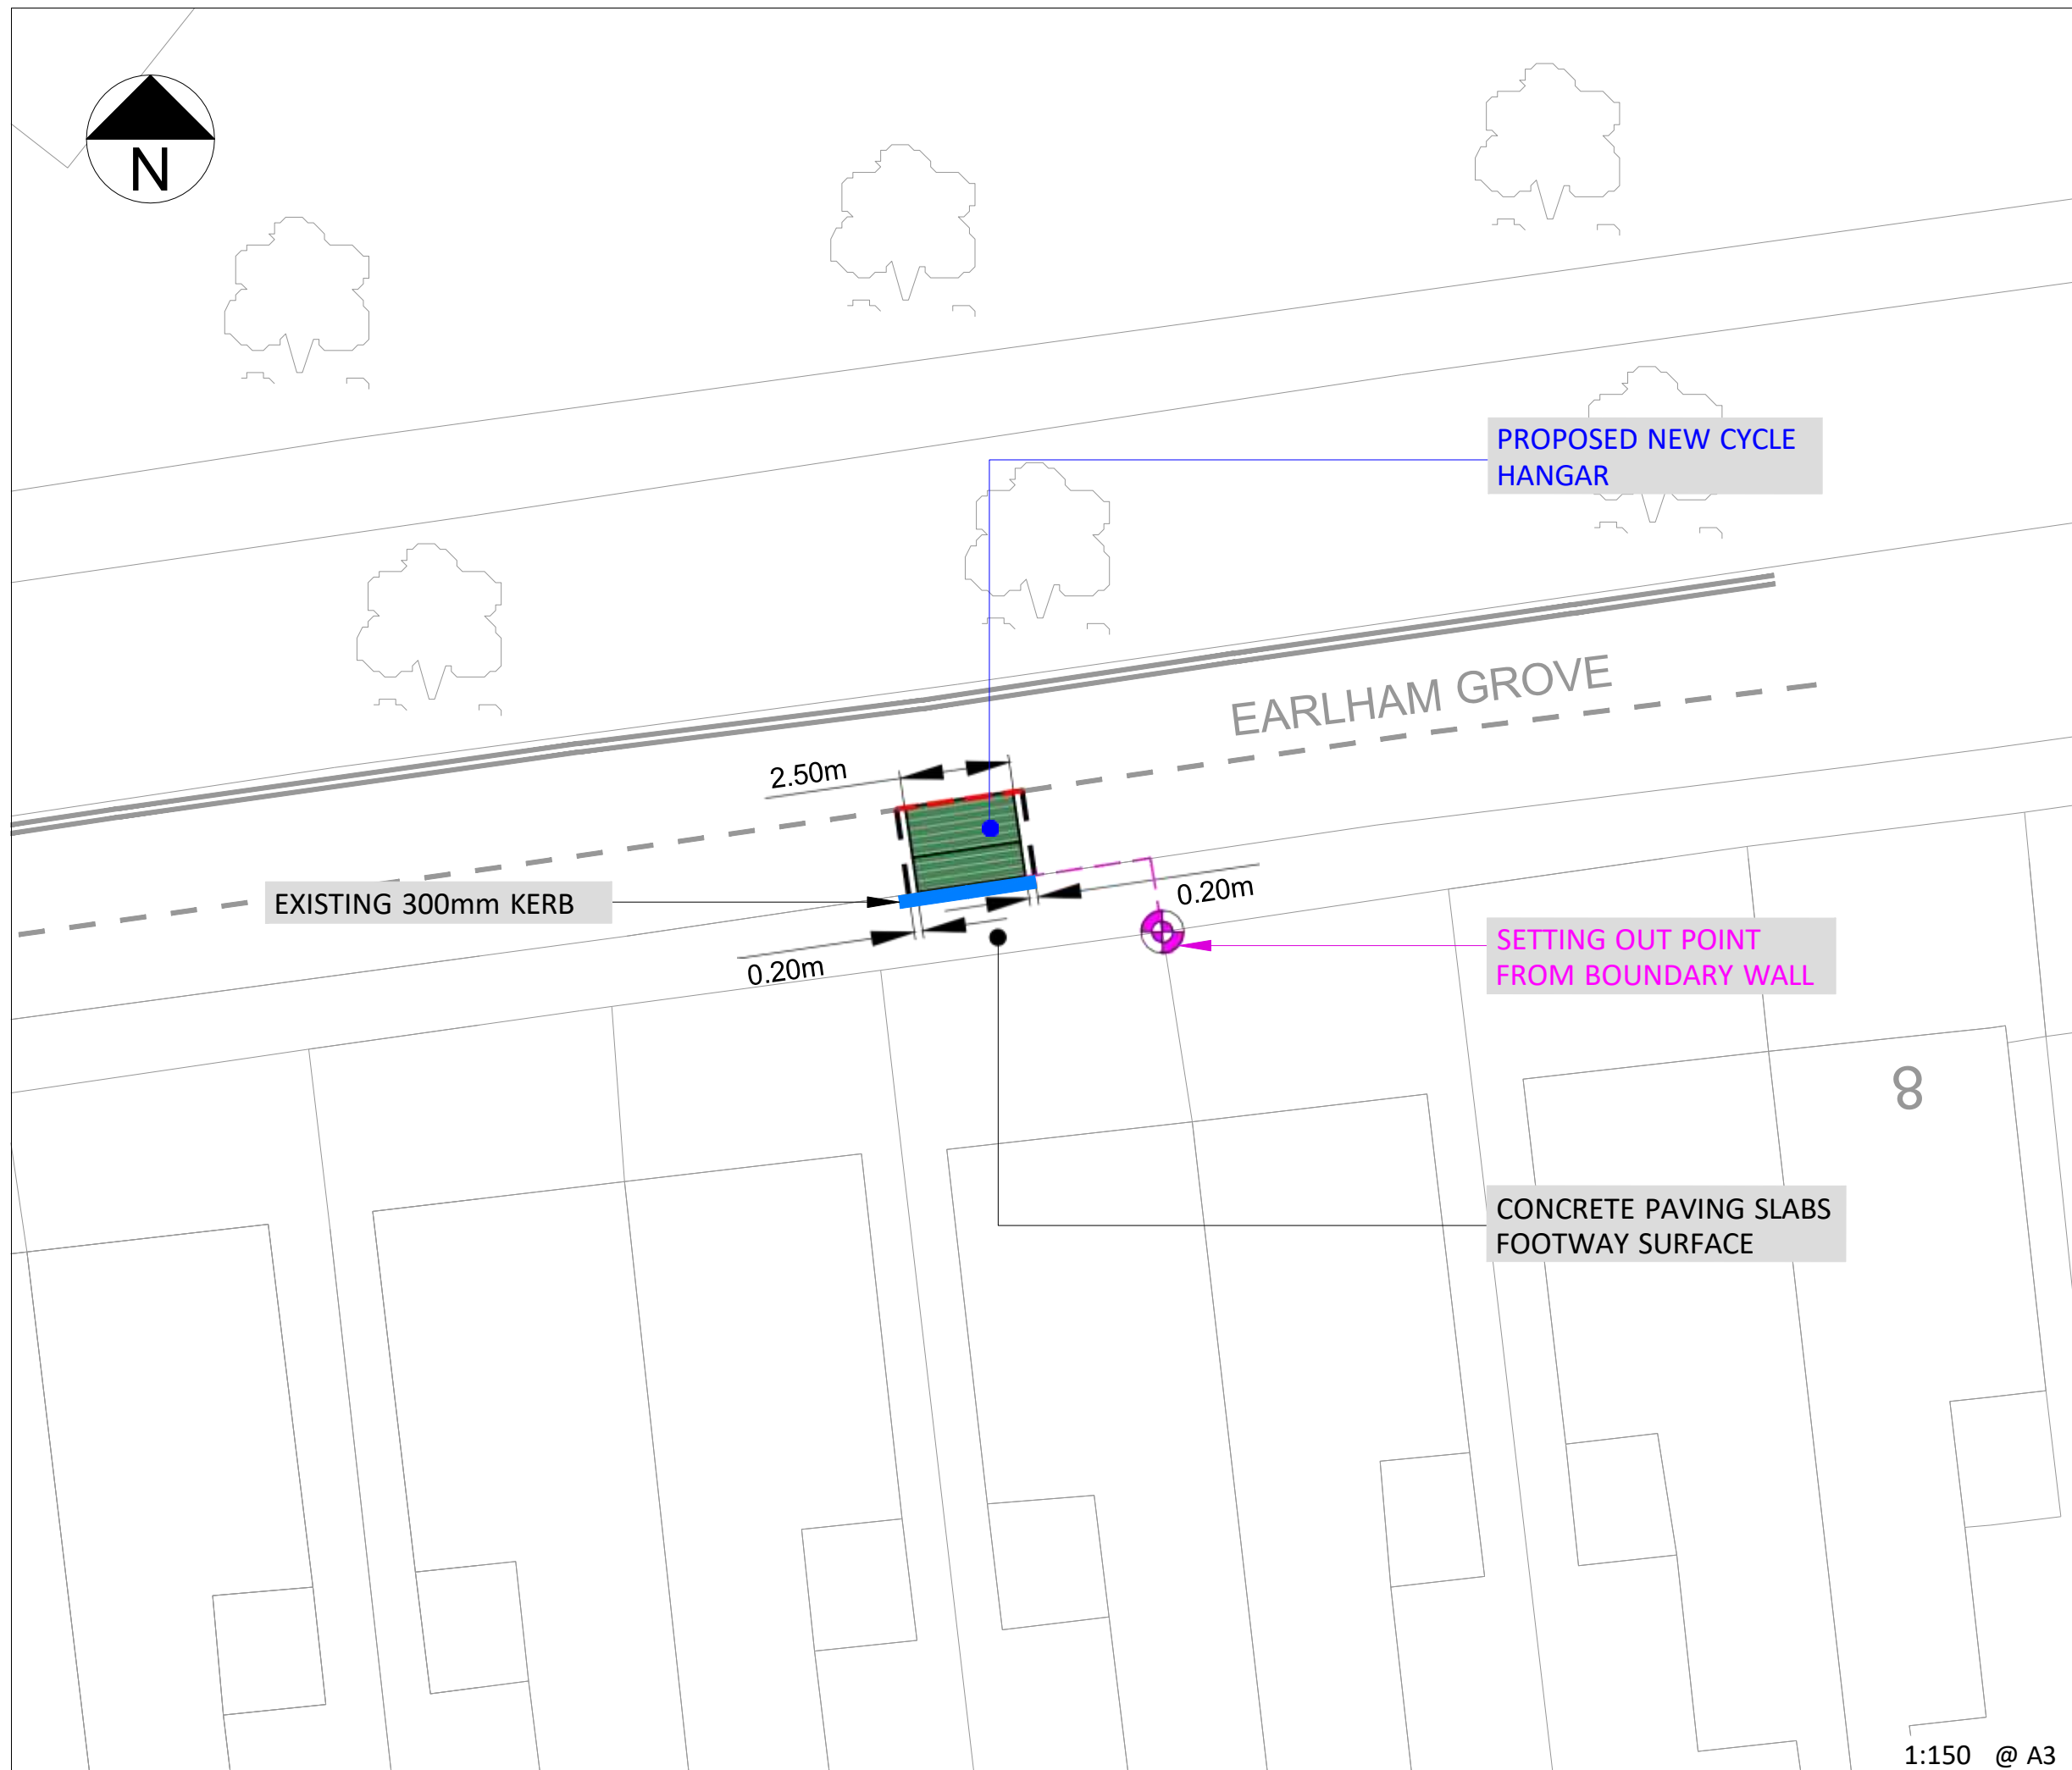 N
PROPOSED NEW CYCLE
HANGAR
EARLHAM GROVE
2.50m
EXISTING 300mm KERB
0.20m
0.20m
SETTING OUT POINT
FROM BOUNDARY WALL
8
CONCRETE PAVING SLABS
FOOTWAY SURFACE
1:150 @ A3